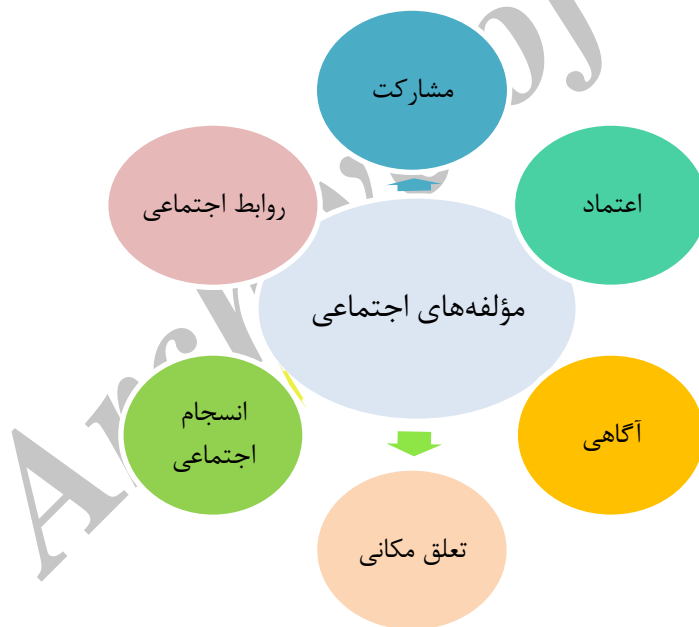 مشارکت
اعتماد
روابط اجتماعی
مؤلفه‌های اجتماعی
آگاهی
انسجام
اجتماعی
تعلق مکانی